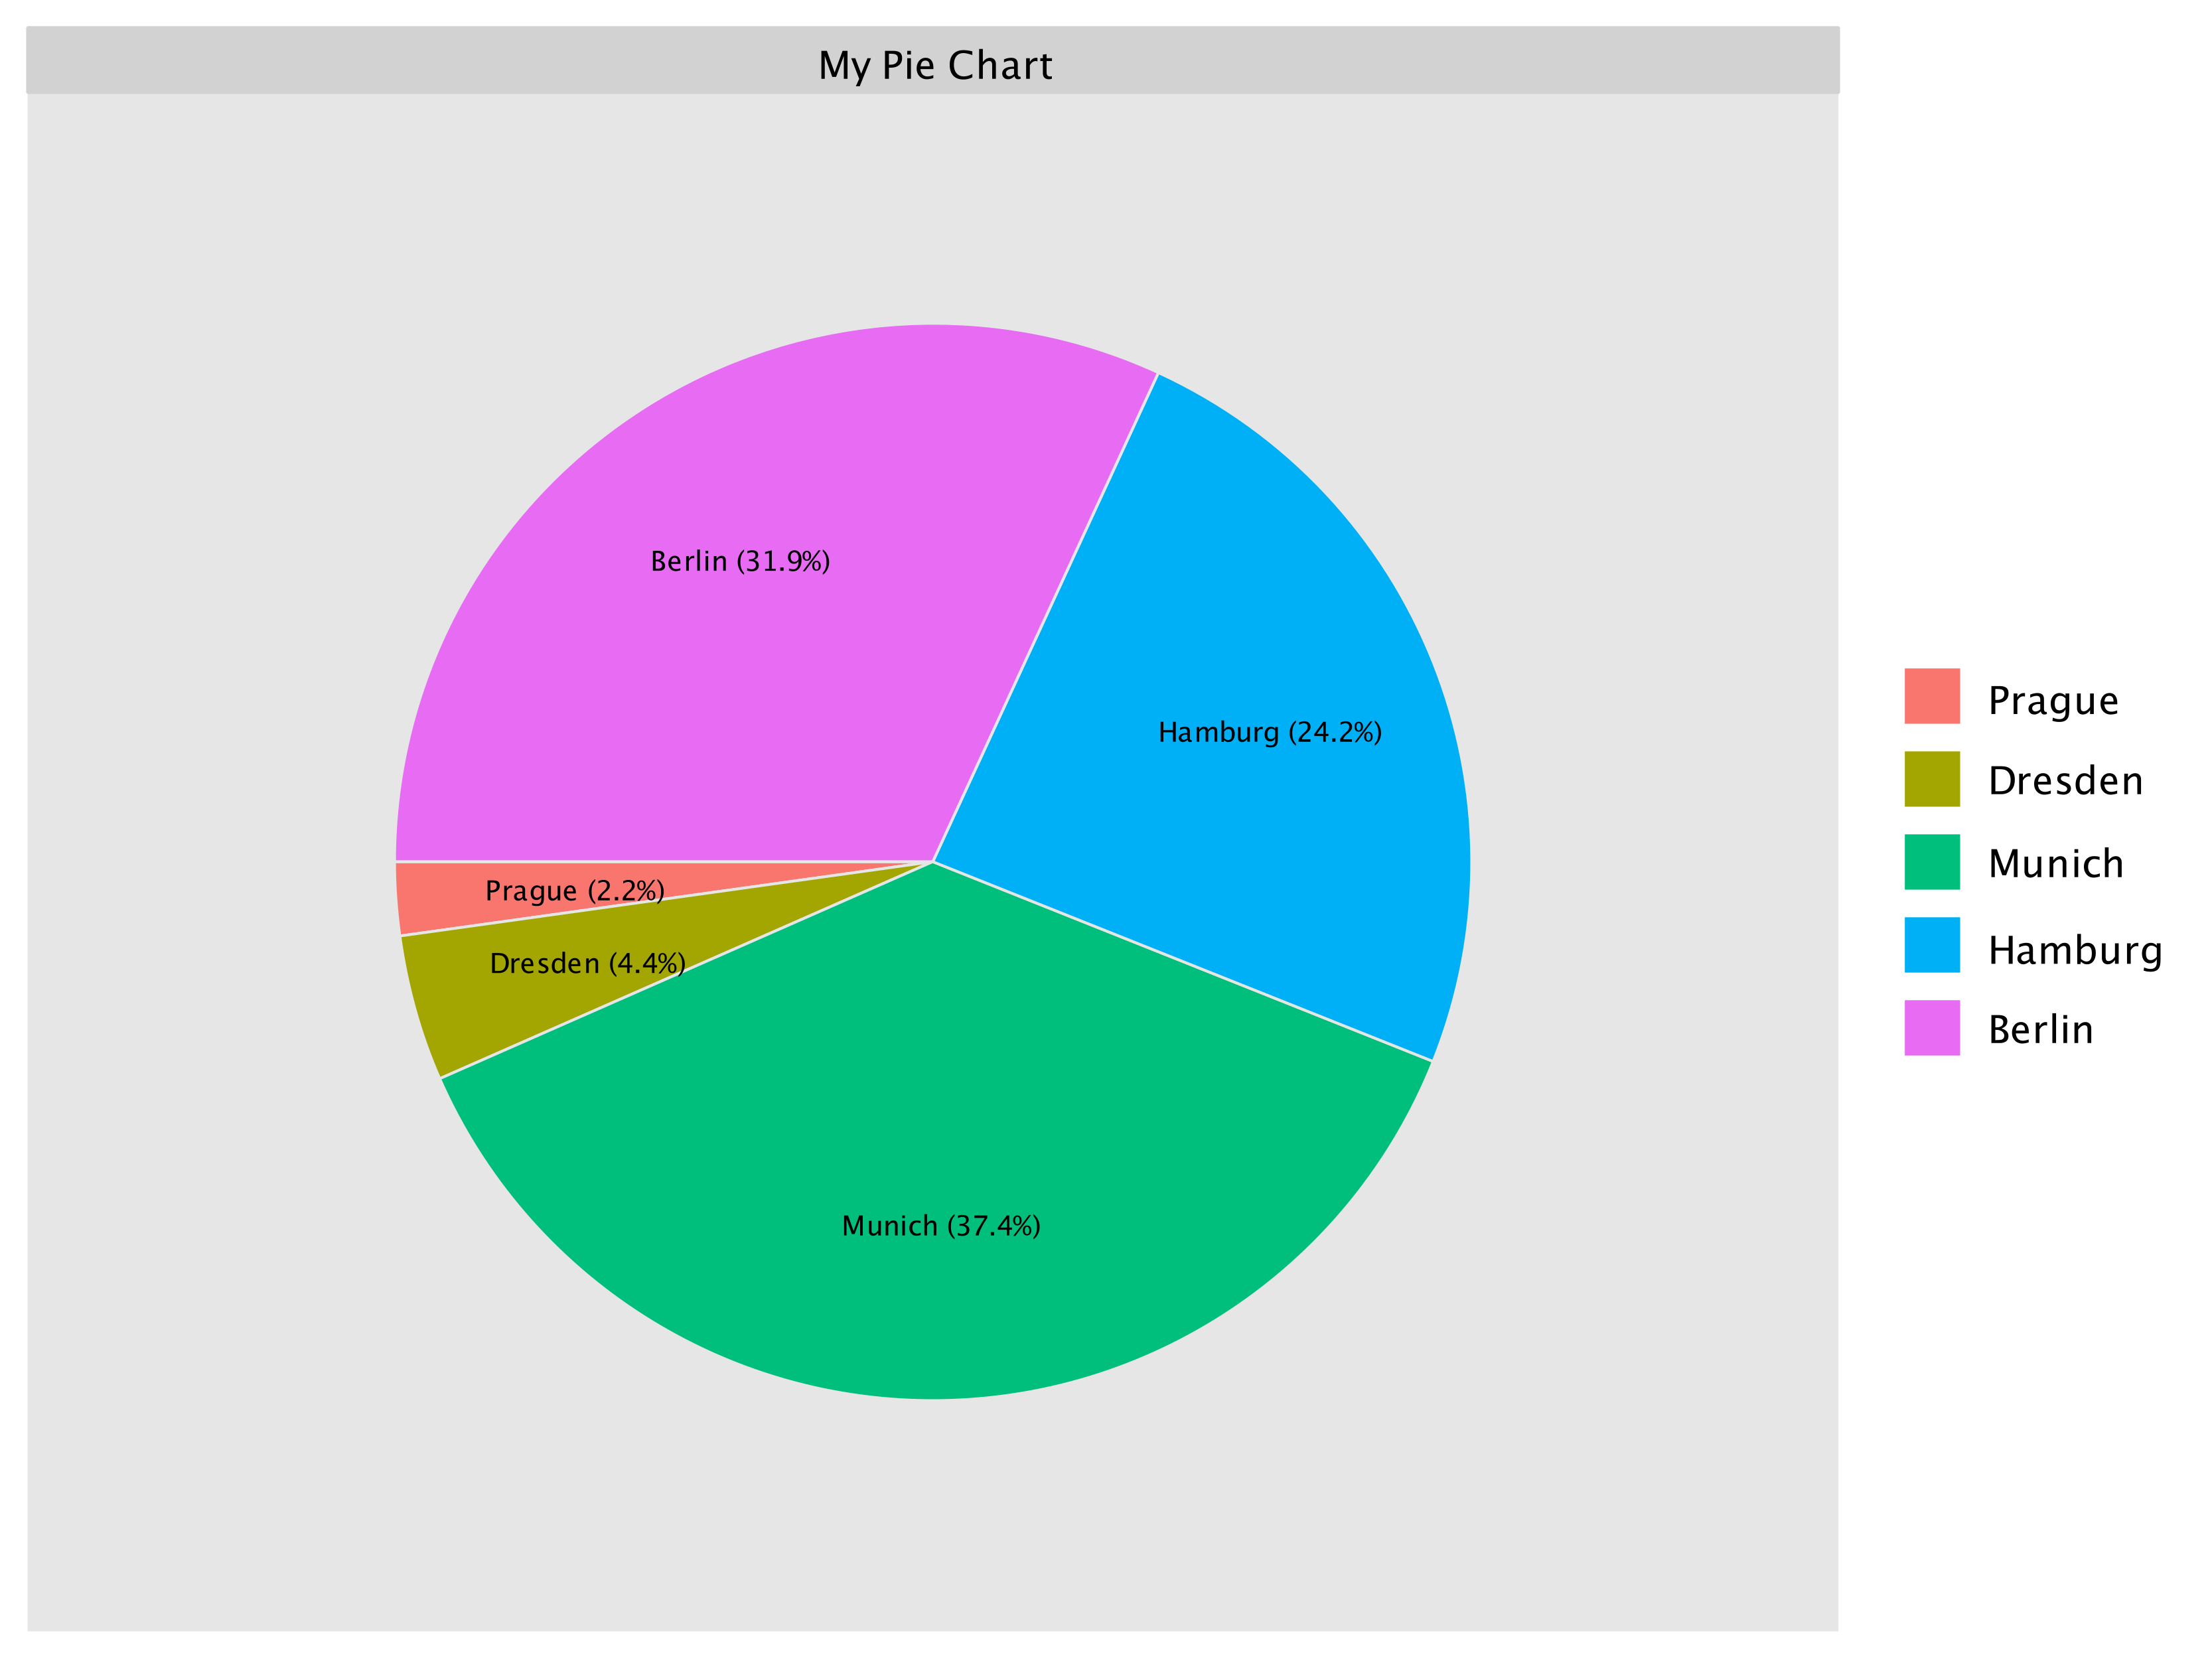 My Pie Chart
Berlin (31.9%)
Hamburg (24.2%)
Prague (2.2%)
Dresden (4.4%)
Munich (37.4%)
Prague
Dresden
Munich
Hamburg
Berlin